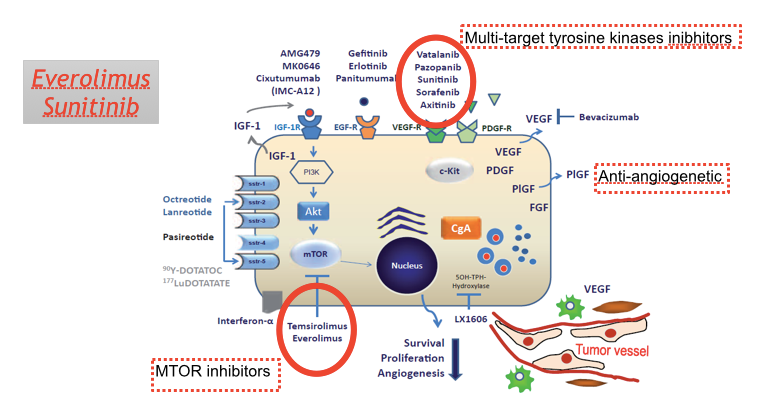 Multi-target tyrosine kinases inibhitors
Everolimus
Sunitinib
AMG479
MK0646
Cixutumumab
(IMC-A12 )
Gefitinib
Erlotinib
Panitumumab
Vatalanib
Pazopanib
Sunitinib
Sorafenib
Axitinib
IGF-1
IGF-1R
EGF-R
VEGF-R
PDGF-R
VEGF
Bevacizumab
IGF-1
PI3K
Akt
mTOR
c-Kit
VEGF
PDGF
PlGF
PlGF
FGF
Anti-angiogenetic
sstr-1
sstr-2
sstr-3
sstr-4
sstr-5
Octreotide
Lanreotide
Pasireotide
90Y-DOTATOC
177LuDOTATATE
CgA
Nucleus
5OH-TPH-
Hydroxylase
LX1606
Interferon-α
Temsirolimus
Everolimus
MTOR inhibitors
Survival
Proliferation
Angiogenesis
VEGF
Tumor vessel